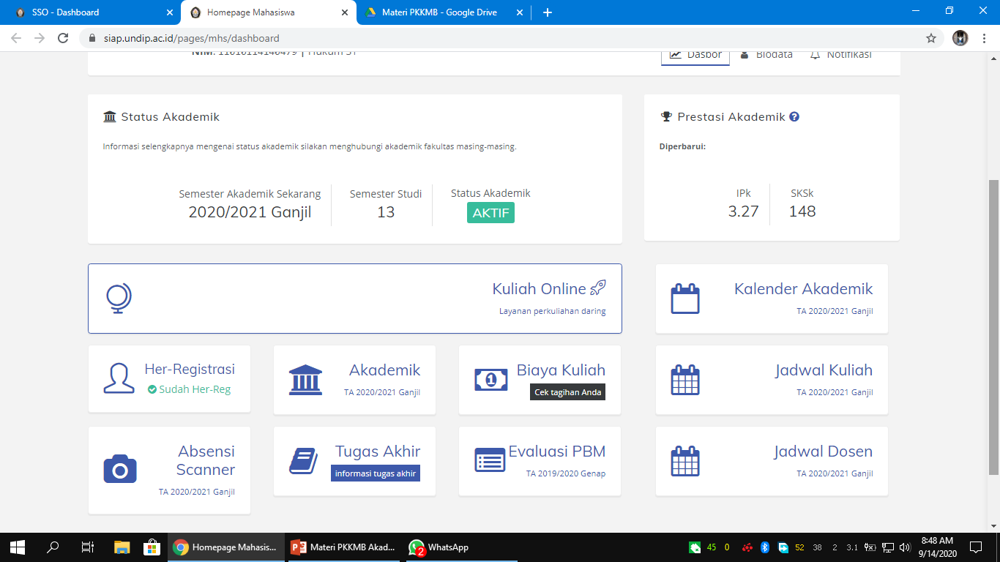 SSO - Dashboard
Homepage Mahasiswa
Materi PKKMB - Google Drive
siap.undip.ac.id/pages/mhs/dashboard
Dasbor
Biodata
Notifikasi
Status Akademik
Informasi selengkapnya mengenai status akademik silakan menghubungi akademik fakultas masing-masing.
Semester Akademik Sekarang
2020/2021 Ganjil
Semester Studi
13
Status Akademik
AKTIF
Prestasi Akademik
Diperbarui:
IPk
3.27
SKSk
148
Kuliah Online
Layanan perkuliahan daring
Kalender Akademik
TA 2020/2021 Ganjil
Her-Registrasi
Sudah Her-Reg
Akademik
TA 2020/2021 Ganjil
Biaya Kuliah
Cek tagihan Anda
Jadwal Kuliah
TA 2020/2021 Ganjil
Absensi
Scanner
TA 2020/2021 Ganjil
Tugas Akhir
informasi tugas akhir
Evaluasi PBM
TA 2019/2020 Genap
Jadwal Dosen
TA 2020/2021 Ganjil
Homepage Mahasis...
Materi PKKMB Akad...
2
WhatsApp
45 0
52 38 2 3.1
8:48 AM
9/14/2020